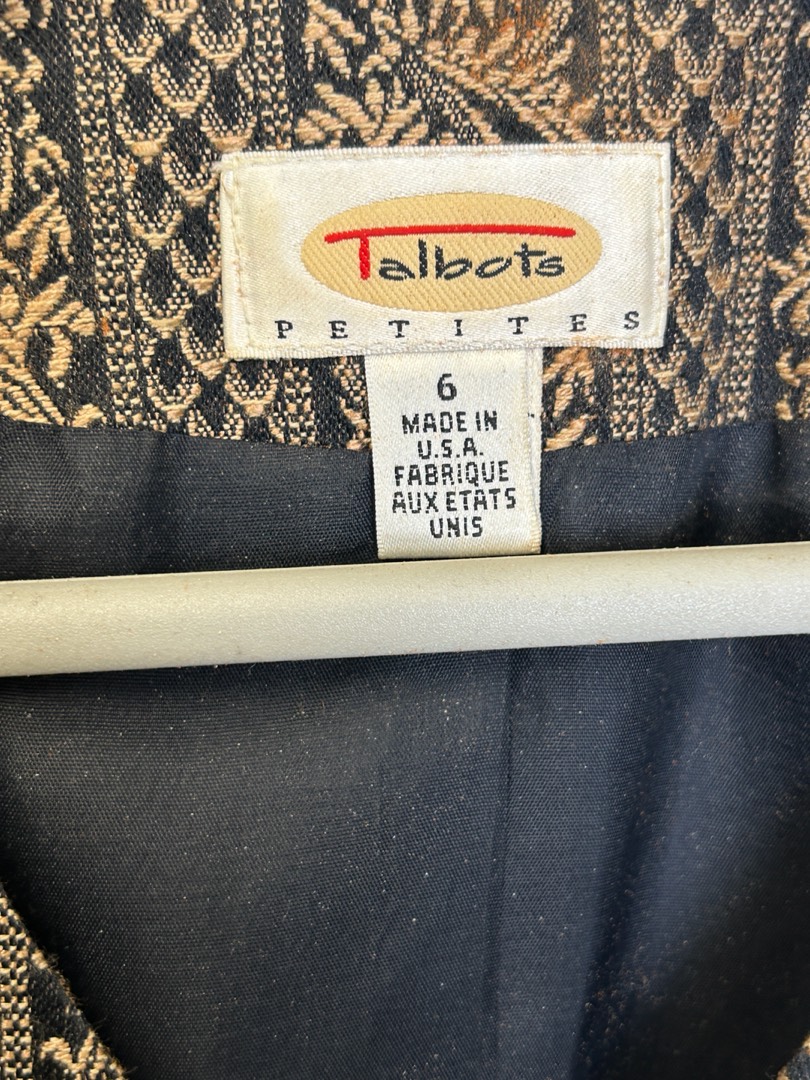 Talbots
PETITES
6
MADE IN
U.S.A.
FABRIQUE
AUX ETATS
UNIS